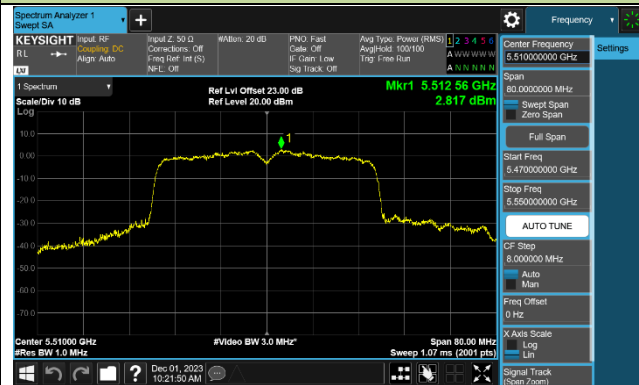 Spectrum Analyzer 1
Swept SA
Frequency
KEYSIGHT
RL
Input: RF
Coupling: DC
Align: Auto
Input Z: 50 Ω
Corrections: Off
Freq Ref: Int (S)
NFE: Off
#Atten: 20 dB
PNO: Fast
Gate: Off
IF Gain: Low
Sig Track: Off
Avg Type: Power (RMS)
Avg|Hold: 100/100
Trig: Free Run
1 2 3 4 5 6
A W W W W W
A N N N N N
LXI
1 Spectrum
Scale/Div 10 dB
Log
Ref Lvl Offset 23.00 dB
Ref Level 20.00 dBm
Mkr1 5.512 56 GHz
2.817 dBm
10.0
0.00
-10.0
-20.0
-30.0
-40.0
-50.0
-60.0
-70.0
1
Center 5.51000 GHz
#Res BW 1.0 MHz
#Video BW 3.0 MHz*
Span 80.00 MHz
Sweep 1.07 ms (2001 pts)
Center Frequency
5.510000000 GHz
Settings
Span
80.0000000 MHz
Swept Span
Zero Span
Full Span
Start Freq
5.470000000 GHz
Stop Freq
5.550000000 GHz
AUTO TUNE
CF Step
8.000000 MHz
Auto
Man
Freq Offset
0 Hz
X Axis Scale
Log
Lin
Signal Track
(Span Zoom)
Dec 01, 2023
10:21:50 AM